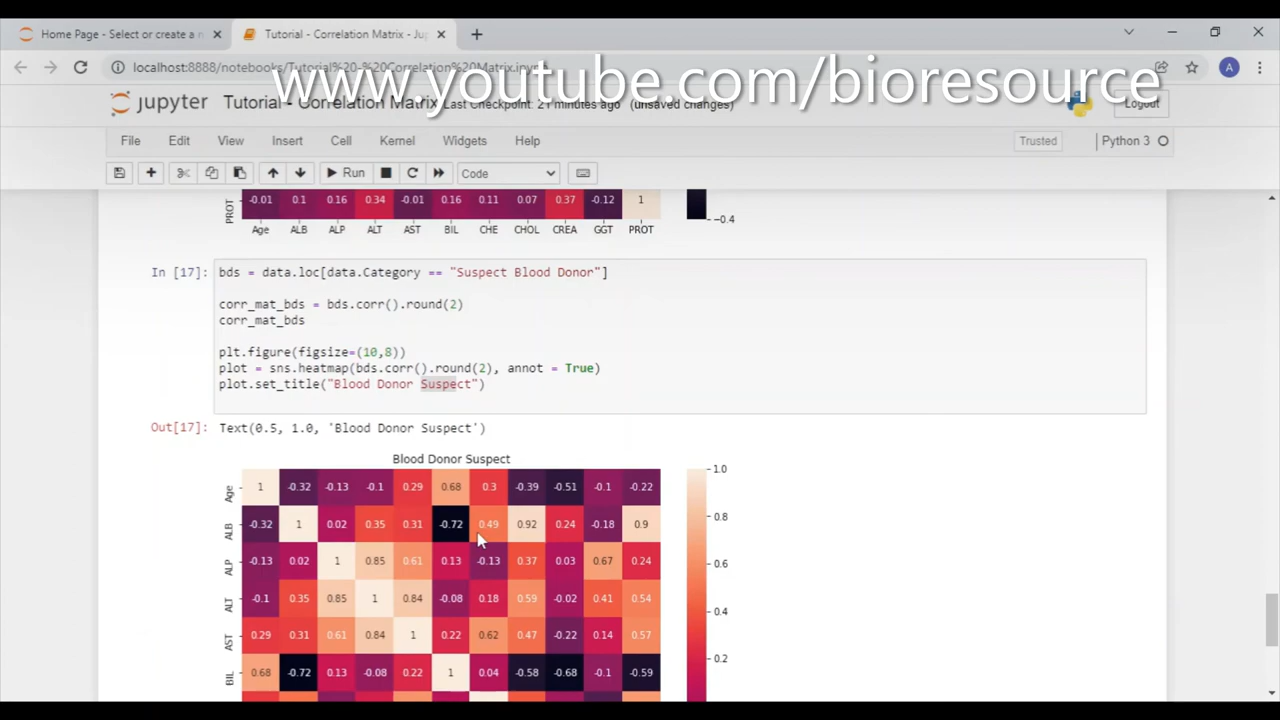 Home Page - Select or create a n
Tutorial - Correlation Matrix - Jup
localhost:8888/notebooks/Tutorial%20-%20Correlation%20Matrix.ipynb
www.youtube.com/bioresource
jupyter Tutorial - Correlation Matrix Last Checkpoint: 21 minutes ago (unsaved changes) Logout
A
File Edit View Insert Cell Kernel Widgets Help Trusted Python 3
Run Code
PROT -0.01 0.1 0.16 0.34 -0.01 0.16 0.11 0.07 0.37 -0.12 1
-0.4
Age ALB ALP ALT AST BIL CHE CHOL CREA GGT PROT
In [17]: bds = data.loc[data.Category == "Suspect Blood Donor"]
corr_mat_bds = bds.corr().round(2)
corr_mat_bds
plt.figure(figsize=(10,8))
plot = sns.heatmap(bds.corr().round(2), annot = True)
plot.set_title("Blood Donor Suspect")
Out[17]: Text(0.5, 1.0, 'Blood Donor Suspect')
Blood Donor Suspect
Age 1 -0.32 -0.13 -0.1 0.29 0.68 0.3 -0.39 -0.51 -0.1 -0.22
ALB -0.32 1 0.02 0.35 0.31 -0.72 0.49 0.92 0.24 -0.18 0.9
ALP -0.13 0.02 1 0.85 0.61 0.13 -0.13 0.37 0.03 0.67 0.24
ALT -0.1 0.35 0.85 1 0.84 -0.08 0.18 0.59 -0.02 0.41 0.54
AST 0.29 0.31 0.61 0.84 1 0.22 0.62 0.47 -0.22 0.14 0.57
BIL 0.68 -0.72 0.13 -0.08 0.22 1 0.04 -0.58 -0.68 -0.1 -0.59
1.0
0.8
0.6
0.4
0.2